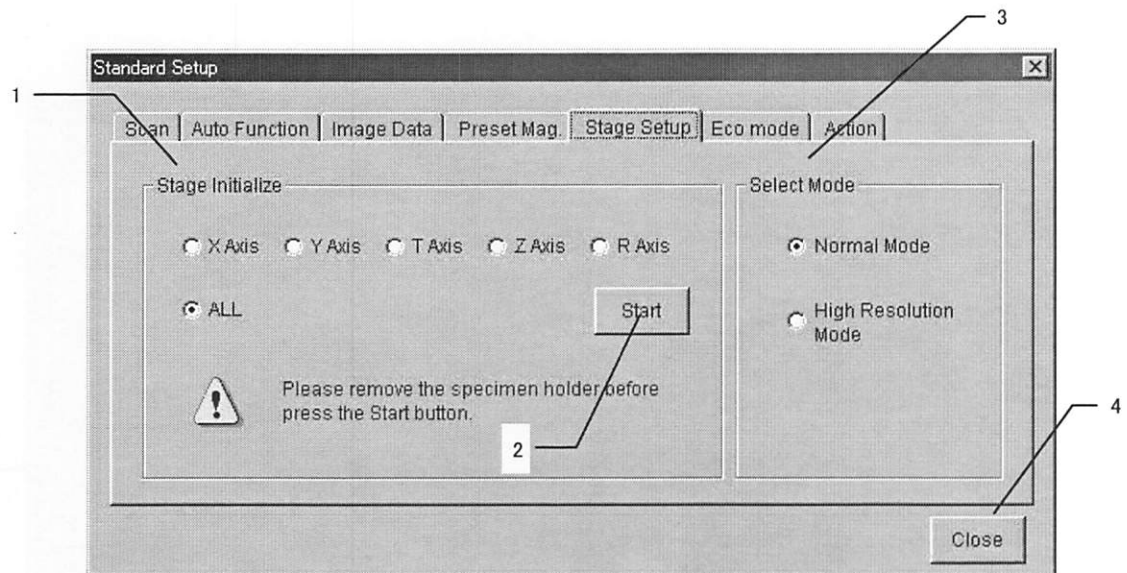 3
Standard Setup
1
Scan Auto Function Image Data Preset Mag. Stage Setup Eco mode Action
Stage Initialize
Select Mode
X Axis Y Axis T Axis Z Axis R Axis
Normal Mode
ALL
Start
High Resolution
Mode
Please remove the specimen holder before
press the Start button.
2
4
Close